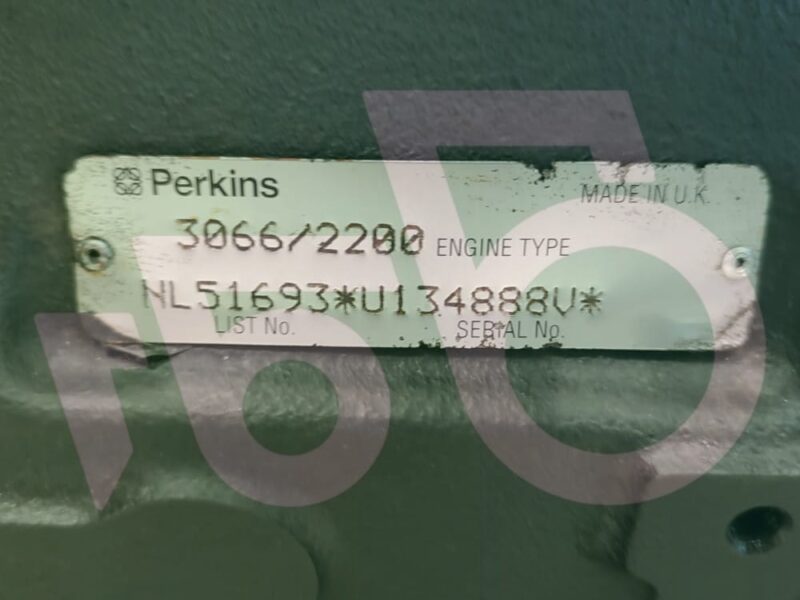 Perkins
MADE IN U.K.
3066/2200 ENGINE TYPE
NL51693*U134888V*
LIST No. SERIAL No.